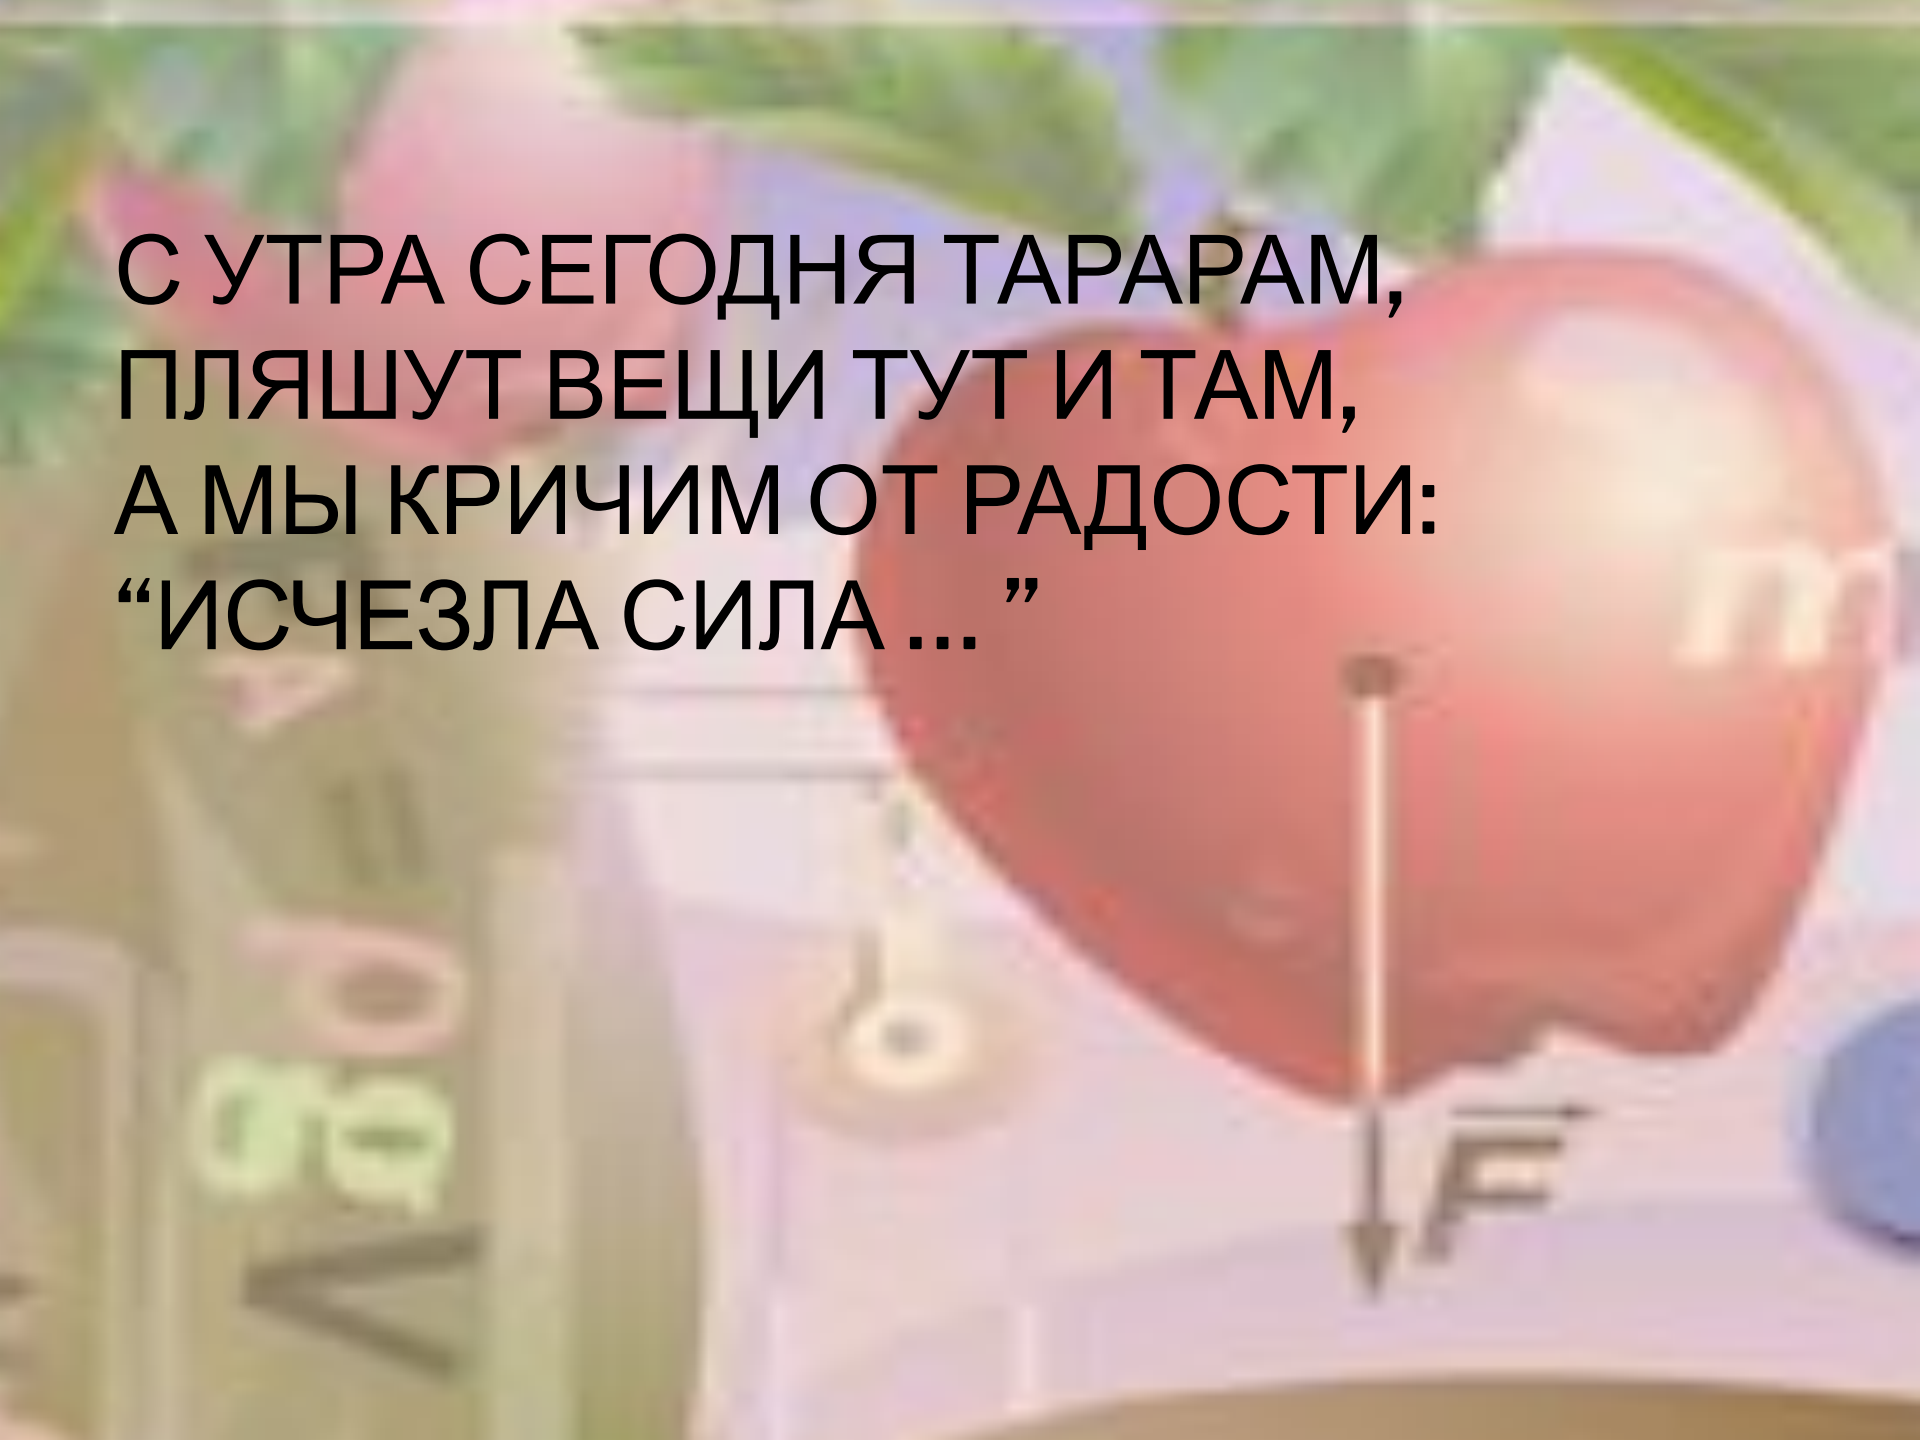 С УТРА СЕГОДНЯ ТАРАРАМ,
ПЛЯШУТ ВЕЩИ ТУТ И ТАМ,
А МЫ КРИЧИМ ОТ РАДОСТИ:
“ИСЧЕЗЛА СИЛА ...”
m
F